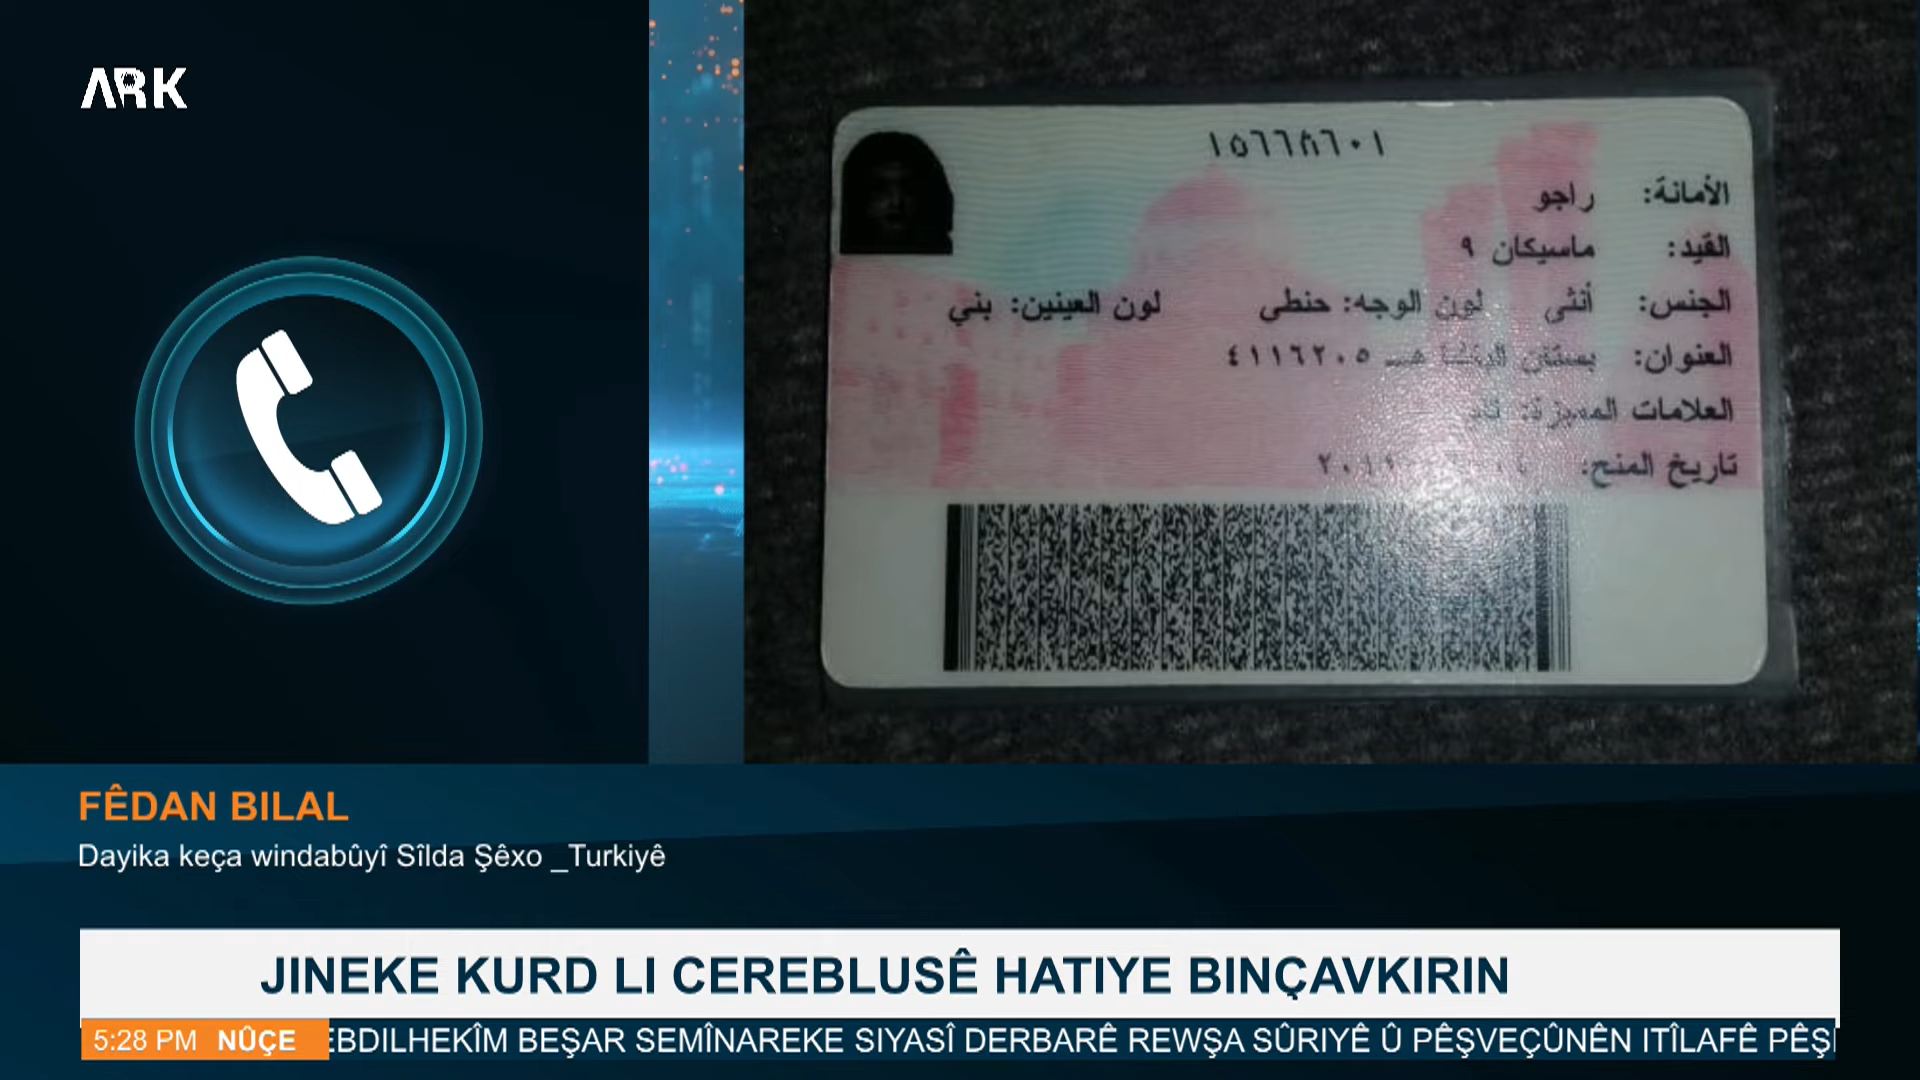 ARK
١٥٦٦٨٦٠١
الأمانة: راجو
القيد: ماسيكان ٩
الجنس: أنثى لون الوجه: حنطي لون العينين: بني
العنوان: ٤١١٦٢٠٥
العلامات المميزة:
تاريخ المنح:
FÊDAN BILAL
Dayika keça windabûyî Sîlda Şêxo _Turkiyê
JINEKE KURD LI CEREBLUSÊ HATIYE BINÇAVKIRIN
5:28 PM NÛÇE EBDILHEKÎM BEŞAR SEMÎNAREKE SIYASÎ DERBARÊ REWŞA SÛRIYÊ Û PÊŞVEÇÛNÊN ITÎLAFÊ PÊŞ